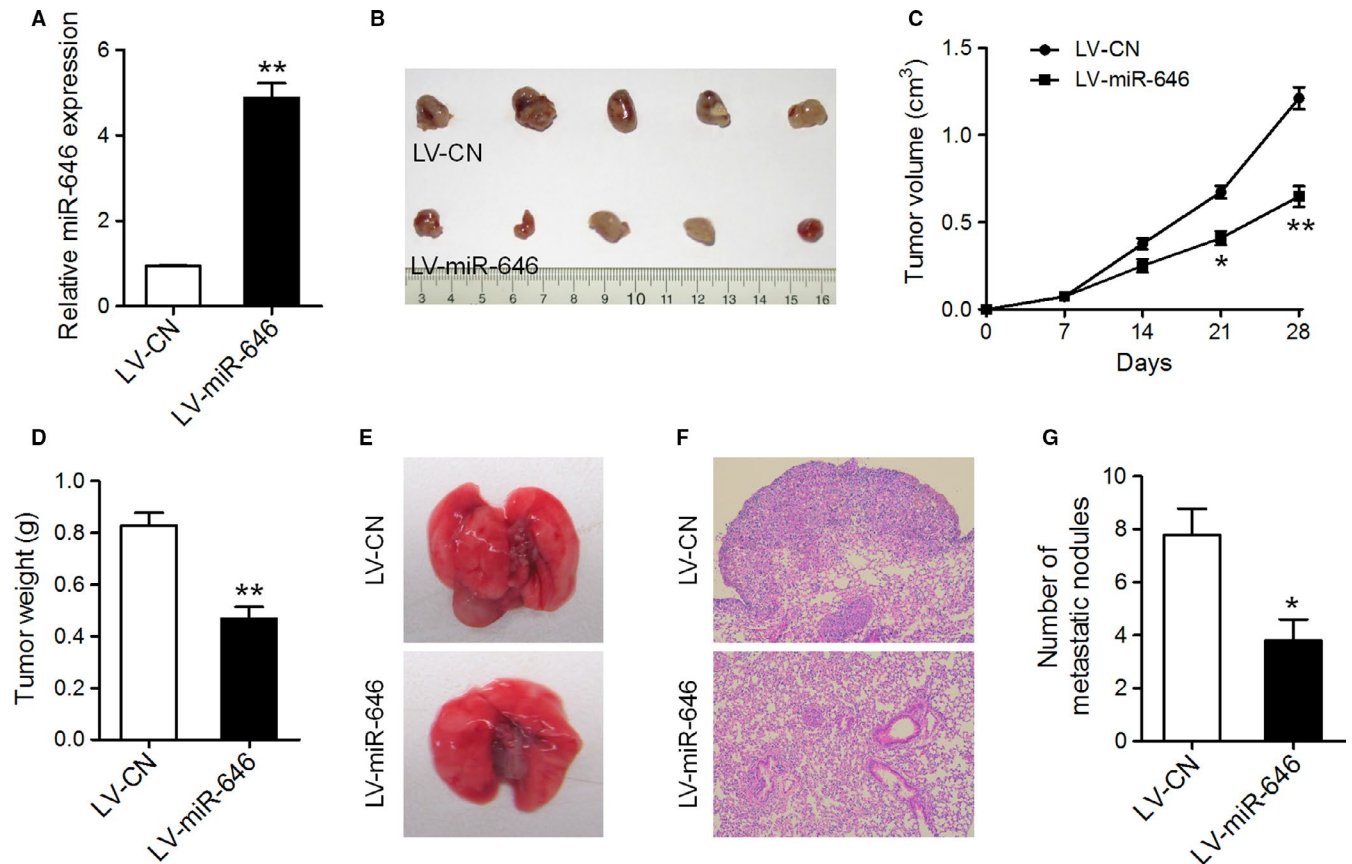 A
Relative miR-646 expression
6
4
2
0
**
LV-CN
LV-miR-646
B
LV-CN
LV-miR-646
3 4 5 6 7 8 9 10 11 12 13 14 15 16
C
Tumor volume (cm³)
1.5
1.0
0.5
0.0
LV-CN
LV-miR-646
*
**
0 7 14 21 28
Days
D
Tumor weight (g)
1.0
0.8
0.6
0.4
0.2
0.0
**
LV-CN
LV-miR-646
E
LV-CN
LV-miR-646
F
LV-CN
LV-miR-646
G
Number of
metastatic nodules
10
8
6
4
2
0
*
LV-CN
LV-miR-646